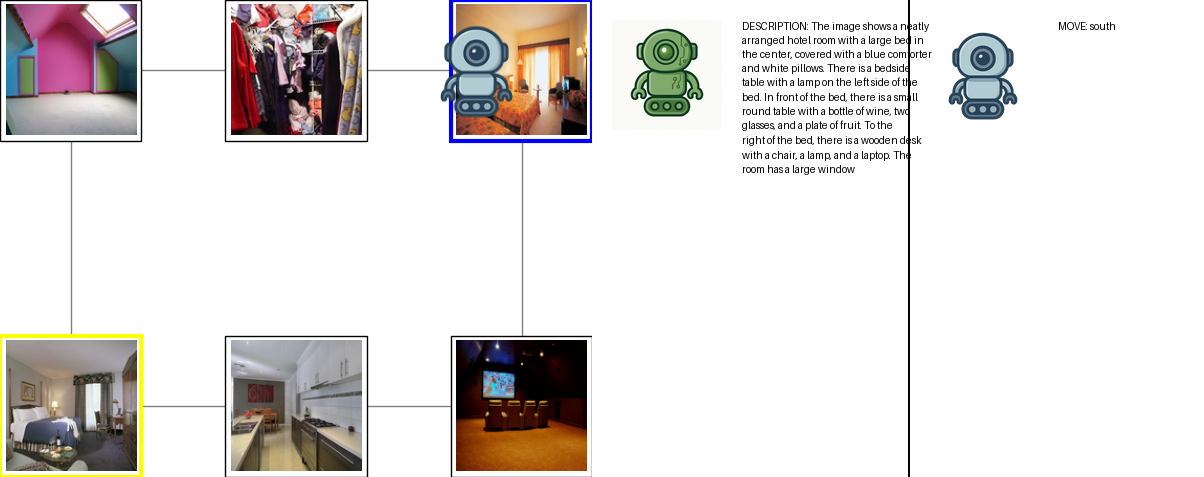 DESCRIPTION: The image shows a neatly
arranged hotel room with a large bed in
the center, covered with a blue comforter
and white pillows. There is a bedside
table with a lamp on the left side of the
bed. In front of the bed, there is a small
round table with a bottle of wine, two
glasses, and a plate of fruit. To the
right of the bed, there is a wooden desk
with a chair, a lamp, and a laptop. The
room has a large window
MOVE: south